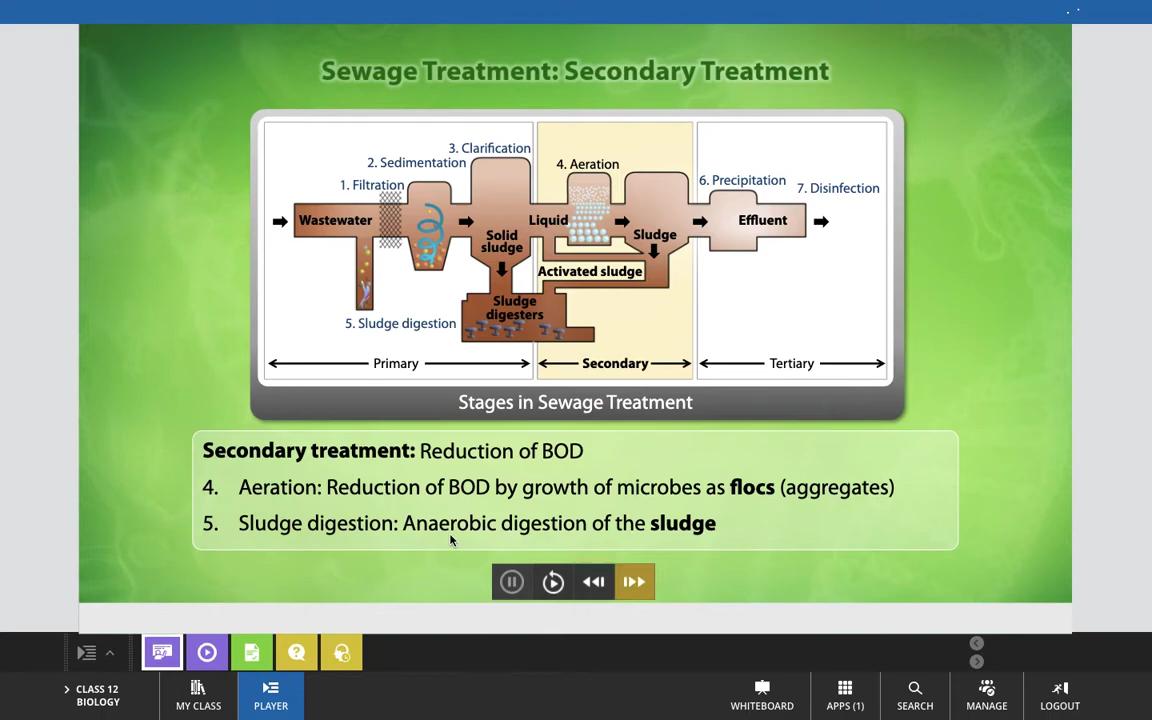 Sewage Treatment: Secondary Treatment
3. Clarification
2. Sedimentation
4. Aeration
1. Filtration
6. Precipitation
7. Disinfection
Wastewater
Liquid
Effluent
Solid
sludge
Sludge
Activated sludge
Sludge
digesters
5. Sludge digestion
Primary
Secondary
Tertiary
Stages in Sewage Treatment
Secondary treatment: Reduction of BOD
4. Aeration: Reduction of BOD by growth of microbes as flocs (aggregates)
5. Sludge digestion: Anaerobic digestion of the sludge
CLASS 12
BIOLOGY
MY CLASS
PLAYER
WHITEBOARD
APPS (1)
SEARCH
MANAGE
LOGOUT